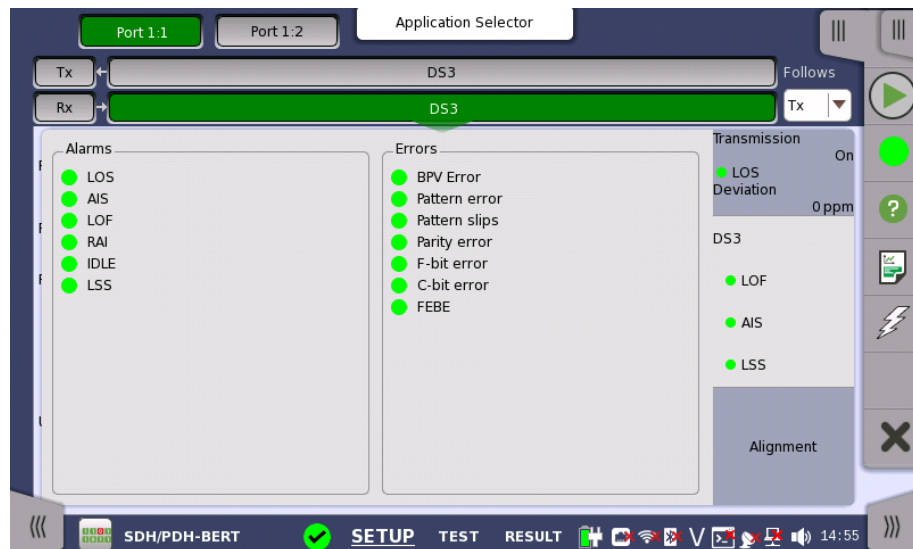 Application Selector
Port 1:1
Port 1:2
Tx
DS3
Follows
Rx
DS3
Tx
Alarms
LOS
AIS
LOF
RAI
IDLE
LSS
Errors
BPV Error
Pattern error
Pattern slips
Parity error
F-bit error
C-bit error
FEBE
Transmission
On
LOS
Deviation
0 ppm
DS3
LOF
AIS
LSS
Alignment
SDH/PDH-BERT
SETUP
TEST
RESULT
V
14:55